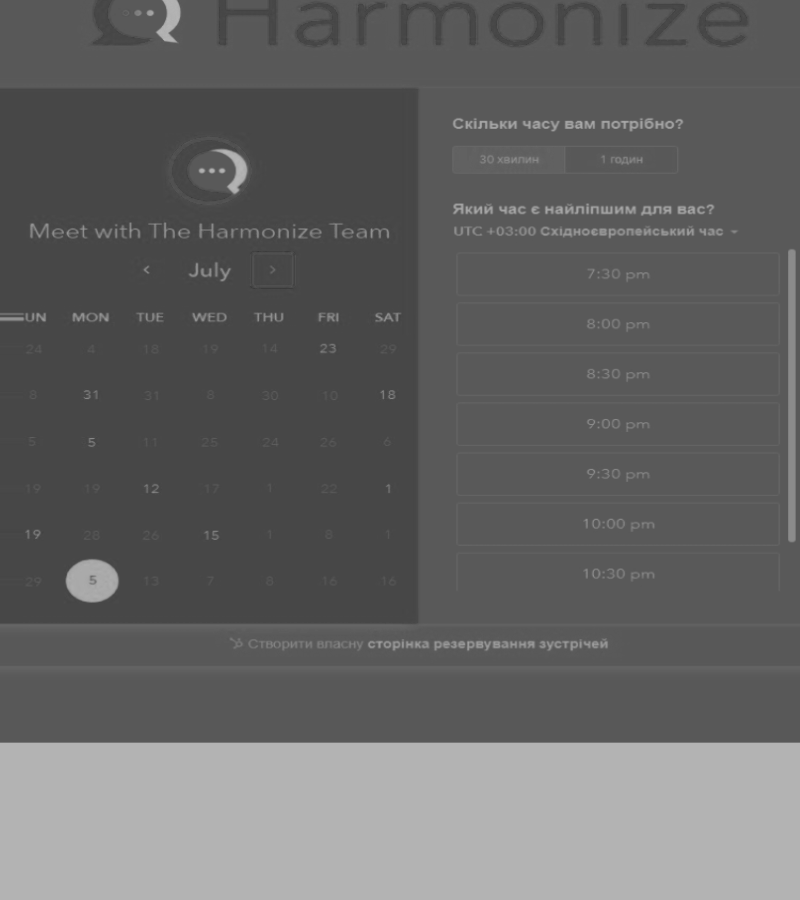 Harmonize
Meet with The Harmonize Team
July
UN MON TUE WED THU FRI SAT
24 4 18 19 14 23 29
8 31 31 8 30 10 18
5 5 11 25 24 26 6
19 19 12 17 1 22 1
19 28 26 15 1 8 1
29 5 13 7 8 16 16
Скільки часу вам потрібно?
30 хвилин 1 годин
Який час є найліпшим для вас?
UTC +03:00 Східноєвропейський час
7:30 pm
8:00 pm
8:30 pm
9:00 pm
9:30 pm
10:00 pm
10:30 pm
Створити власну сторінка резервування зустрічей